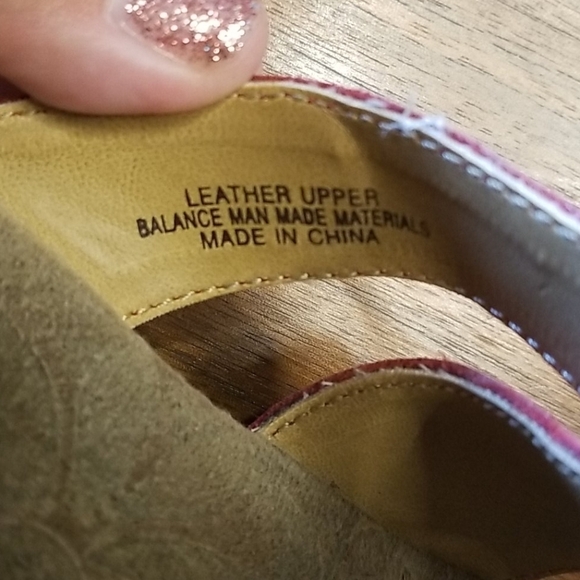 LEATHER UPPER
BALANCE MAN MADE MATERIALS
MADE IN CHINA